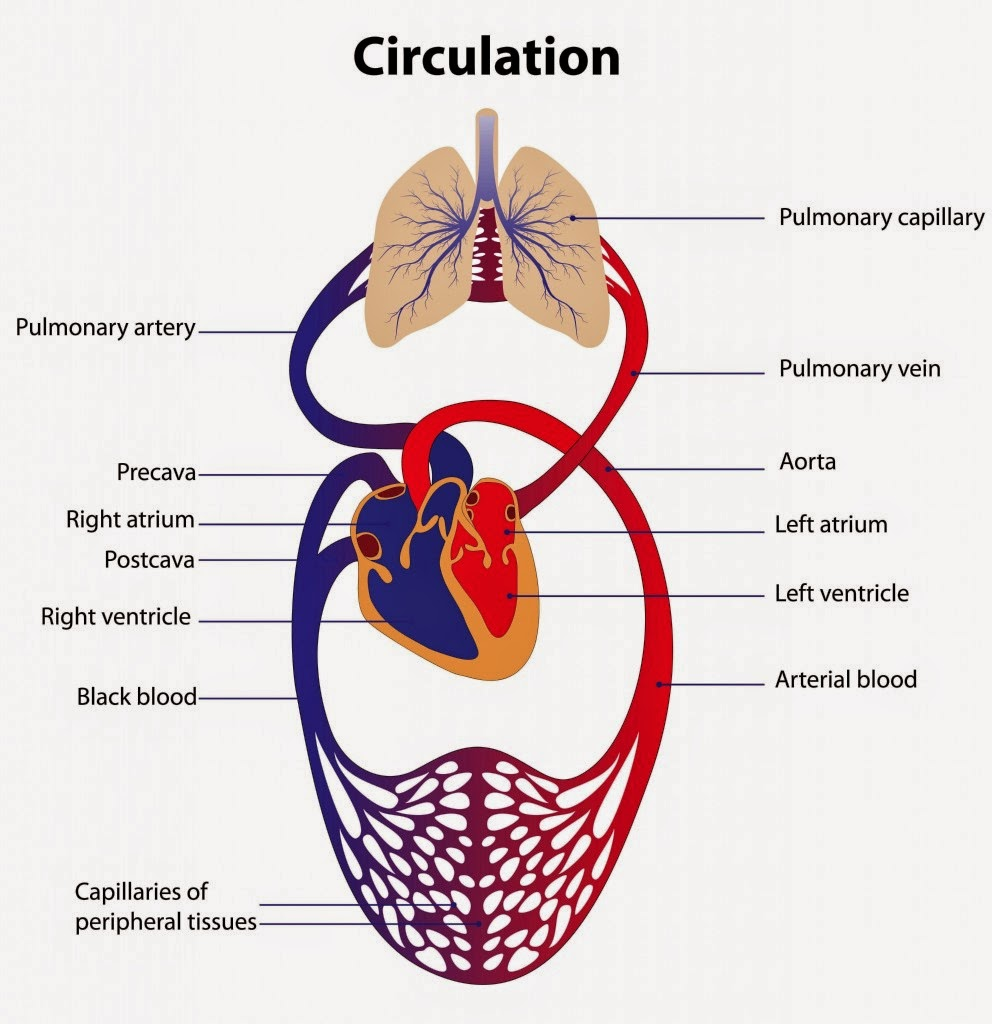 Circulation
Pulmonary capillary
Pulmonary artery
Pulmonary vein
Precava
Aorta
Right atrium
Left atrium
Postcava
Left ventricle
Right ventricle
Black blood
Arterial blood
Capillaries of
peripheral tissues